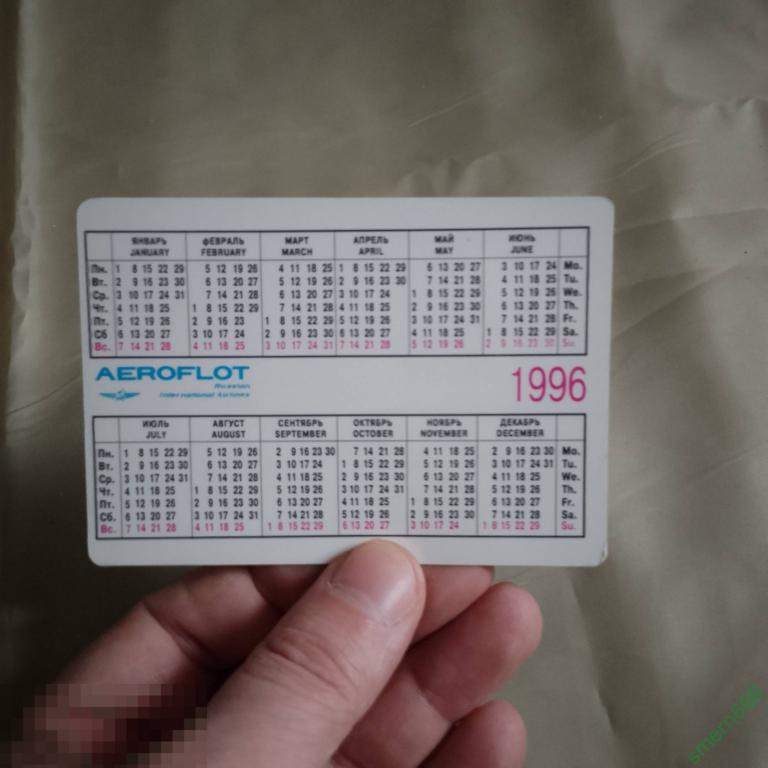 ЯНВАРЬ ФЕВРАЛЬ МАРТ АПРЕЛЬ МАЙ ИЮНЬ
JANUARY FEBRUARY MARCH APRIL MAY JUNE
Пн. 1 8 15 22 29 5 12 19 26 4 11 18 25 1 8 15 22 29 6 13 20 27 3 10 17 24 Mo.
Вт. 2 9 16 23 30 6 13 20 27 5 12 19 26 2 9 16 23 30 7 14 21 28 4 11 18 25 Tu.
Ср. 3 10 17 24 31 7 14 21 28 6 13 20 27 3 10 17 24 1 8 15 22 29 5 12 19 26 We.
Чт. 4 11 18 25 1 8 15 22 29 7 14 21 28 4 11 18 25 2 9 16 23 30 6 13 20 27 Th.
Пт. 5 12 19 26 2 9 16 23 1 8 15 22 29 5 12 19 26 3 10 17 24 31 7 14 21 28 Fr.
Сб 6 13 20 27 3 10 17 24 2 9 16 23 30 6 13 20 27 4 11 18 25 1 8 15 22 29 Sa.
Вс. 7 14 21 28 4 11 18 25 3 10 17 24 31 7 14 21 28 5 12 19 26 2 9 16 23 30 Su.
AEROFLOT
Russian
International Airlines
1996
ИЮЛЬ АВГУСТ СЕНТЯБРЬ ОКТЯБРЬ НОЯБРЬ ДЕКАБРЬ
JULY AUGUST SEPTEMBER OCTOBER NOVEMBER DECEMBER
Пн. 1 8 15 22 29 5 12 19 26 2 9 16 23 30 7 14 21 28 4 11 18 25 2 9 16 23 30 Mo.
Вт. 2 9 16 23 30 6 13 20 27 3 10 17 24 1 8 15 22 29 5 12 19 26 3 10 17 24 31 Tu.
Ср. 3 10 17 24 31 7 14 21 28 4 11 18 25 2 9 16 23 30 6 13 20 27 4 11 18 25 We.
Чт. 4 11 18 25 1 8 15 22 29 5 12 19 26 3 10 17 24 31 7 14 21 28 5 12 19 26 Th.
Пт. 5 12 19 26 2 9 16 23 30 6 13 20 27 4 11 18 25 1 8 15 22 29 6 13 20 27 Fr.
Сб. 6 13 20 27 3 10 17 24 31 7 14 21 28 5 12 19 26 2 9 16 23 30 7 14 21 28 Sa.
Вс. 7 14 21 28 4 11 18 25 1 8 15 22 29 6 13 20 27 3 10 17 24 1 8 15 22 29 Su.